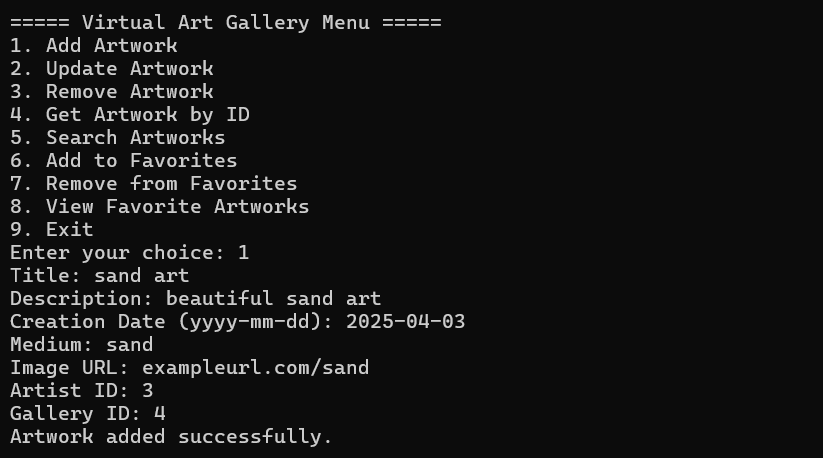 ===== Virtual Art Gallery Menu =====
1. Add Artwork
2. Update Artwork
3. Remove Artwork
4. Get Artwork by ID
5. Search Artworks
6. Add to Favorites
7. Remove from Favorites
8. View Favorite Artworks
9. Exit
Enter your choice: 1
Title: sand art
Description: beautiful sand art
Creation Date (yyyy-mm-dd): 2025-04-03
Medium: sand
Image URL: exampleurl.com/sand
Artist ID: 3
Gallery ID: 4
Artwork added successfully.